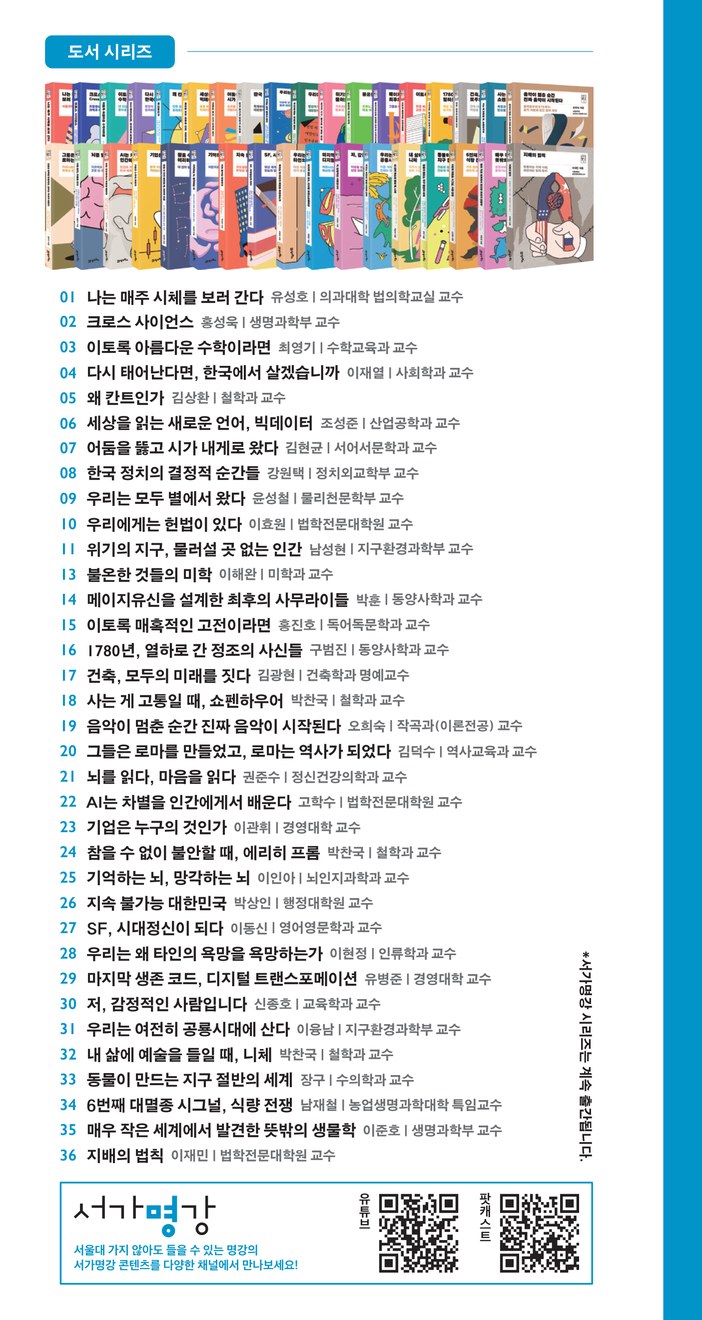 도서 시리즈
음악이 멈춘 순간
진짜 음악이 시작된다
지배의 법칙
01 나는 매주 시체를 보러 간다 유성호 | 의과대학 법의학교실 교수
02 크로스 사이언스 홍성욱 | 생명과학부 교수
03 이토록 아름다운 수학이라면 최영기 | 수학교육과 교수
04 다시 태어난다면, 한국에서 살겠습니까 이재열 | 사회학과 교수
05 왜 칸트인가 김상환 | 철학과 교수
06 세상을 읽는 새로운 언어, 빅데이터 조성준 | 산업공학과 교수
07 어둠을 뚫고 시가 내게로 왔다 김현균 | 서어서문학과 교수
08 한국 정치의 결정적 순간들 강원택 | 정치외교학부 교수
09 우리는 모두 별에서 왔다 윤성철 | 물리천문학부 교수
10 우리에게는 헌법이 있다 이효원 | 법학전문대학원 교수
11 위기의 지구, 물러설 곳 없는 인간 남성현 | 지구환경과학부 교수
13 불온한 것들의 미학 이해완 | 미학과 교수
14 메이지유신을 설계한 최후의 사무라이들 박훈 | 동양사학과 교수
15 이토록 매혹적인 고전이라면 홍진호 | 독어독문학과 교수
16 1780년, 열하로 간 정조의 사신들 구범진 | 동양사학과 교수
17 건축, 모두의 미래를 짓다 김광현 | 건축학과 명예교수
18 사는 게 고통일 때, 쇼펜하우어 박찬국 | 철학과 교수
19 음악이 멈춘 순간 진짜 음악이 시작된다 오희숙 | 작곡과(이론전공) 교수
20 그들은 로마를 만들었고, 로마는 역사가 되었다 김덕수 | 역사교육과 교수
21 뇌를 읽다, 마음을 읽다 권준수 | 정신건강의학과 교수
22 AI는 차별을 인간에게서 배운다 고학수 | 법학전문대학원 교수
23 기업은 누구의 것인가 이관휘 | 경영대학 교수
24 참을 수 없이 불안할 때, 에리히 프롬 박찬국 | 철학과 교수
25 기억하는 뇌, 망각하는 뇌 이인아 | 뇌인지과학과 교수
26 지속 불가능 대한민국 박상인 | 행정대학원 교수
27 SF, 시대정신이 되다 이동신 | 영어영문학과 교수
28 우리는 왜 타인의 욕망을 욕망하는가 이현정 | 인류학과 교수
29 마지막 생존 코드, 디지털 트랜스포메이션 유병준 | 경영대학 교수
30 저, 감정적인 사람입니다 신종호 | 교육학과 교수
31 우리는 여전히 공룡시대에 산다 이융남 | 지구환경과학부 교수
32 내 삶에 예술을 들일 때, 니체 박찬국 | 철학과 교수
33 동물이 만드는 지구 절반의 세계 장구 | 수의학과 교수
34 6번째 대멸종 시그널, 식량 전쟁 남재철 | 농업생명과학대학 특임교수
35 매우 작은 세계에서 발견한 뜻밖의 생물학 이준호 | 생명과학부 교수
36 지배의 법칙 이재민 | 법학전문대학원 교수
*서가명강 시리즈는 계속 출간됩니다.
서가명강
서울대 가지 않아도 들을 수 있는 명강의
서가명강 콘텐츠를 다양한 채널에서 만나보세요!
유튜브
팟캐스트